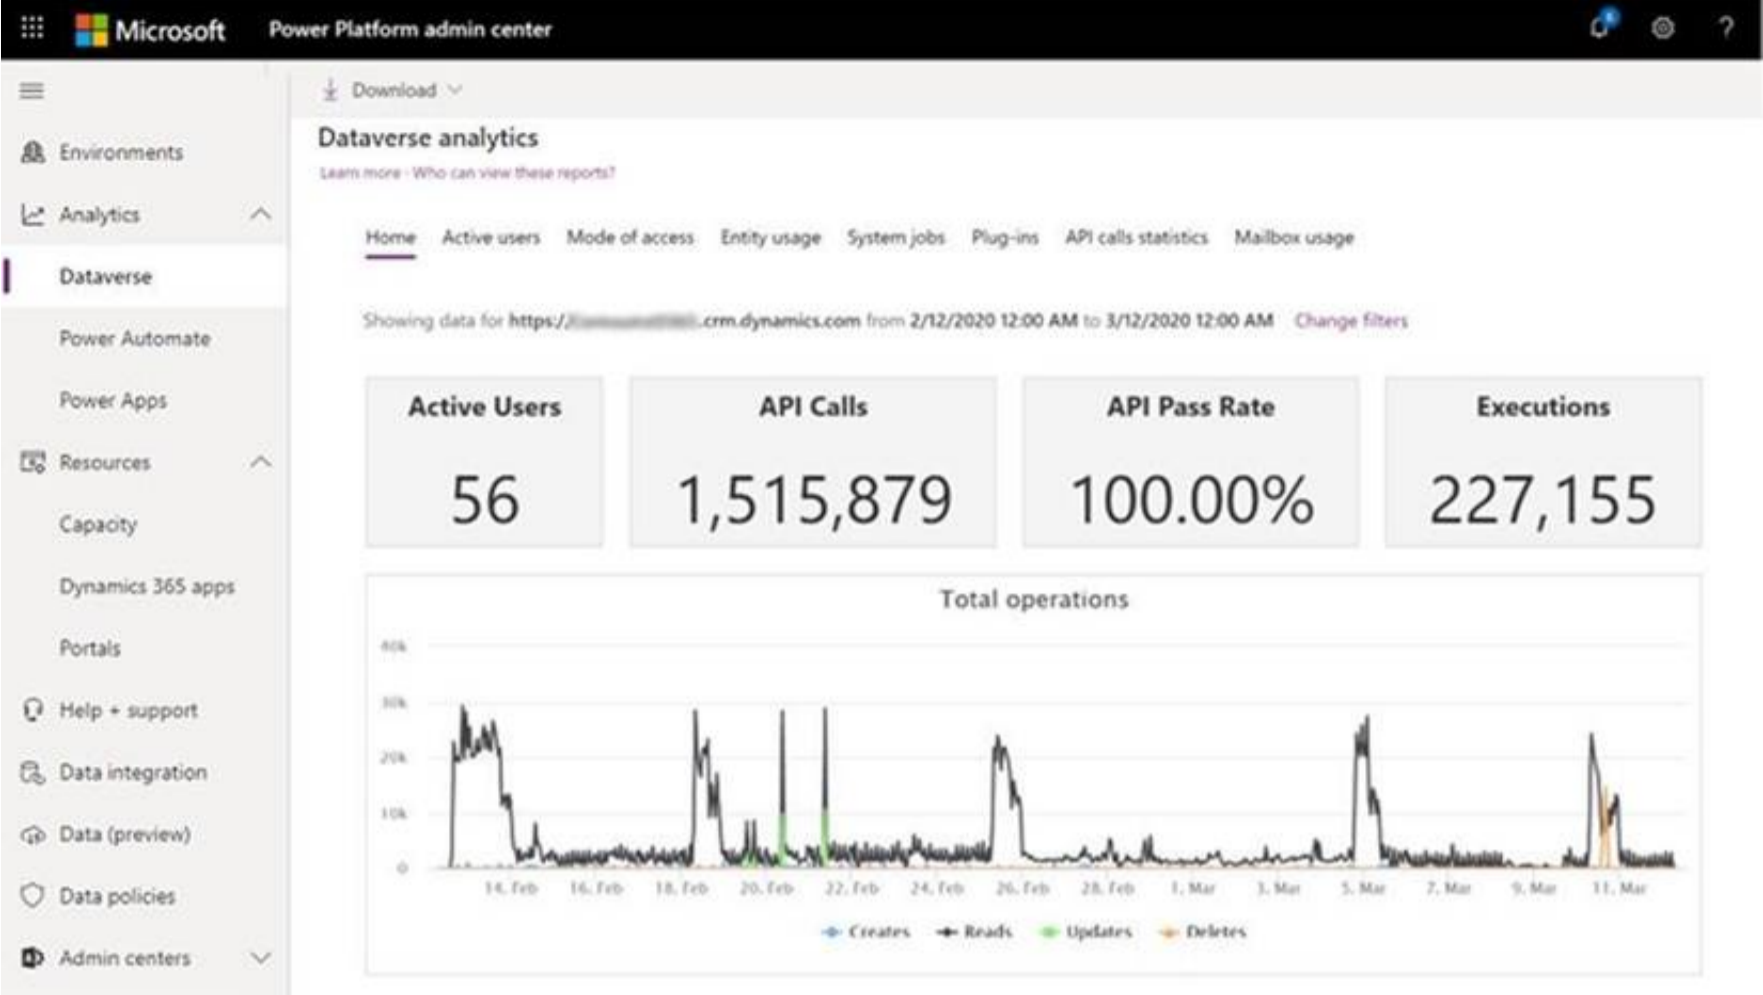 Microsoft Power Platform admin center
Download
Dataverse analytics
Learn more · Who can view these reports?
Environments
Analytics
Dataverse
Power Automate
Power Apps
Resources
Capacity
Dynamics 365 apps
Portals
Help + support
Data integration
Data (preview)
Data policies
Admin centers
Home Active users Mode of access Entity usage System jobs Plug-ins API calls statistics Mailbox usage
Showing data for https:// .crm.dynamics.com from 2/12/2020 12:00 AM to 3/12/2020 12:00 AM Change filters
Active Users
56
API Calls
1,515,879
API Pass Rate
100.00%
Executions
227,155
Total operations
40k
30k
20k
10k
0
14. Feb 16. Feb 18. Feb 20. Feb 22. Feb 24. Feb 26. Feb 28. Feb 1. Mar 3. Mar 5. Mar 7. Mar 9. Mar 11. Mar
Creates Reads Updates Deletes